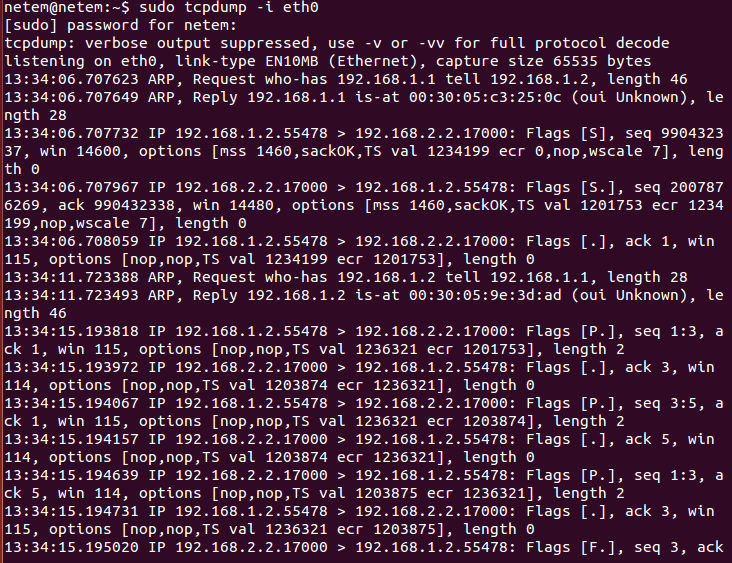 netem@netem:~$ sudo tcpdump -i eth0
[sudo] password for netem:
tcpdump: verbose output suppressed, use -v or -vv for full protocol decode
listening on eth0, link-type EN10MB (Ethernet), capture size 65535 bytes
13:34:06.707623 ARP, Request who-has 192.168.1.1 tell 192.168.1.2, length 46
13:34:06.707649 ARP, Reply 192.168.1.1 is-at 00:30:05:c3:25:0c (oui Unknown), le
ngth 28
13:34:06.707732 IP 192.168.1.2.55478 > 192.168.2.2.17000: Flags [S], seq 9904323
37, win 14600, options [mss 1460,sackOK,TS val 1234199 ecr 0,nop,wscale 7], leng
th 0
13:34:06.707967 IP 192.168.2.2.17000 > 192.168.1.2.55478: Flags [S.], seq 200787
6269, ack 990432338, win 14480, options [mss 1460,sackOK,TS val 1201753 ecr 1234
199,nop,wscale 7], length 0
13:34:06.708059 IP 192.168.1.2.55478 > 192.168.2.2.17000: Flags [.], ack 1, win
115, options [nop,nop,TS val 1234199 ecr 1201753], length 0
13:34:11.723388 ARP, Request who-has 192.168.1.2 tell 192.168.1.1, length 28
13:34:11.723493 ARP, Reply 192.168.1.2 is-at 00:30:05:9e:3d:ad (oui Unknown), le
ngth 46
13:34:15.193818 IP 192.168.1.2.55478 > 192.168.2.2.17000: Flags [P.], seq 1:3, a
ck 1, win 115, options [nop,nop,TS val 1236321 ecr 1201753], length 2
13:34:15.193972 IP 192.168.2.2.17000 > 192.168.1.2.55478: Flags [.], ack 3, win
114, options [nop,nop,TS val 1203874 ecr 1236321], length 0
13:34:15.194067 IP 192.168.1.2.55478 > 192.168.2.2.17000: Flags [P.], seq 3:5, a
ck 1, win 115, options [nop,nop,TS val 1236321 ecr 1203874], length 2
13:34:15.194157 IP 192.168.2.2.17000 > 192.168.1.2.55478: Flags [.], ack 5, win
114, options [nop,nop,TS val 1203874 ecr 1236321], length 0
13:34:15.194639 IP 192.168.2.2.17000 > 192.168.1.2.55478: Flags [P.], seq 1:3, a
ck 5, win 114, options [nop,nop,TS val 1203875 ecr 1236321], length 2
13:34:15.194731 IP 192.168.1.2.55478 > 192.168.2.2.17000: Flags [.], ack 3, win
115, options [nop,nop,TS val 1236321 ecr 1203875], length 0
13:34:15.195020 IP 192.168.2.2.17000 > 192.168.1.2.55478: Flags [F.], seq 3, ack